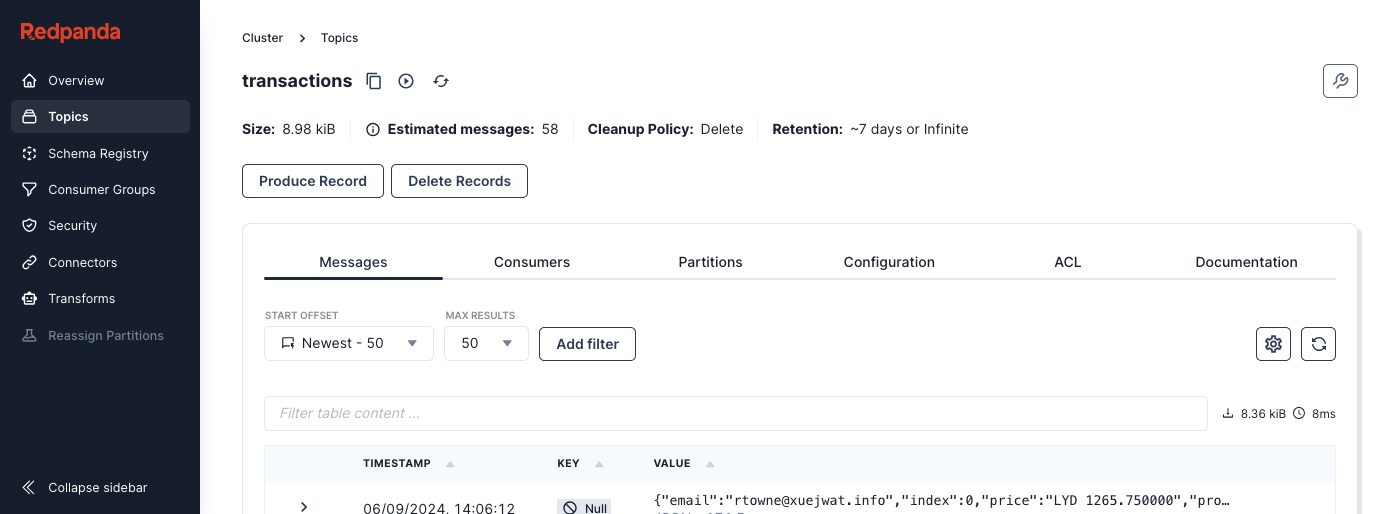 Redpanda
Overview
Topics
Schema Registry
Consumer Groups
Security
Connectors
Transforms
Reassign Partitions
Collapse sidebar
Cluster > Topics
transactions
Size: 8.98 kiB Estimated messages: 58 Cleanup Policy: Delete Retention: ~7 days or Infinite
Produce Record Delete Records
Messages Consumers Partitions Configuration ACL Documentation
START OFFSET MAX RESULTS
Newest - 50 50 Add filter
Filter table content ... 8.36 kiB 8ms
TIMESTAMP KEY VALUE
06/09/2024, 14:06:12 Null {"email":"rtowne@xuejwat.info","index":0,"price":"LYD 1265.750000","pro…